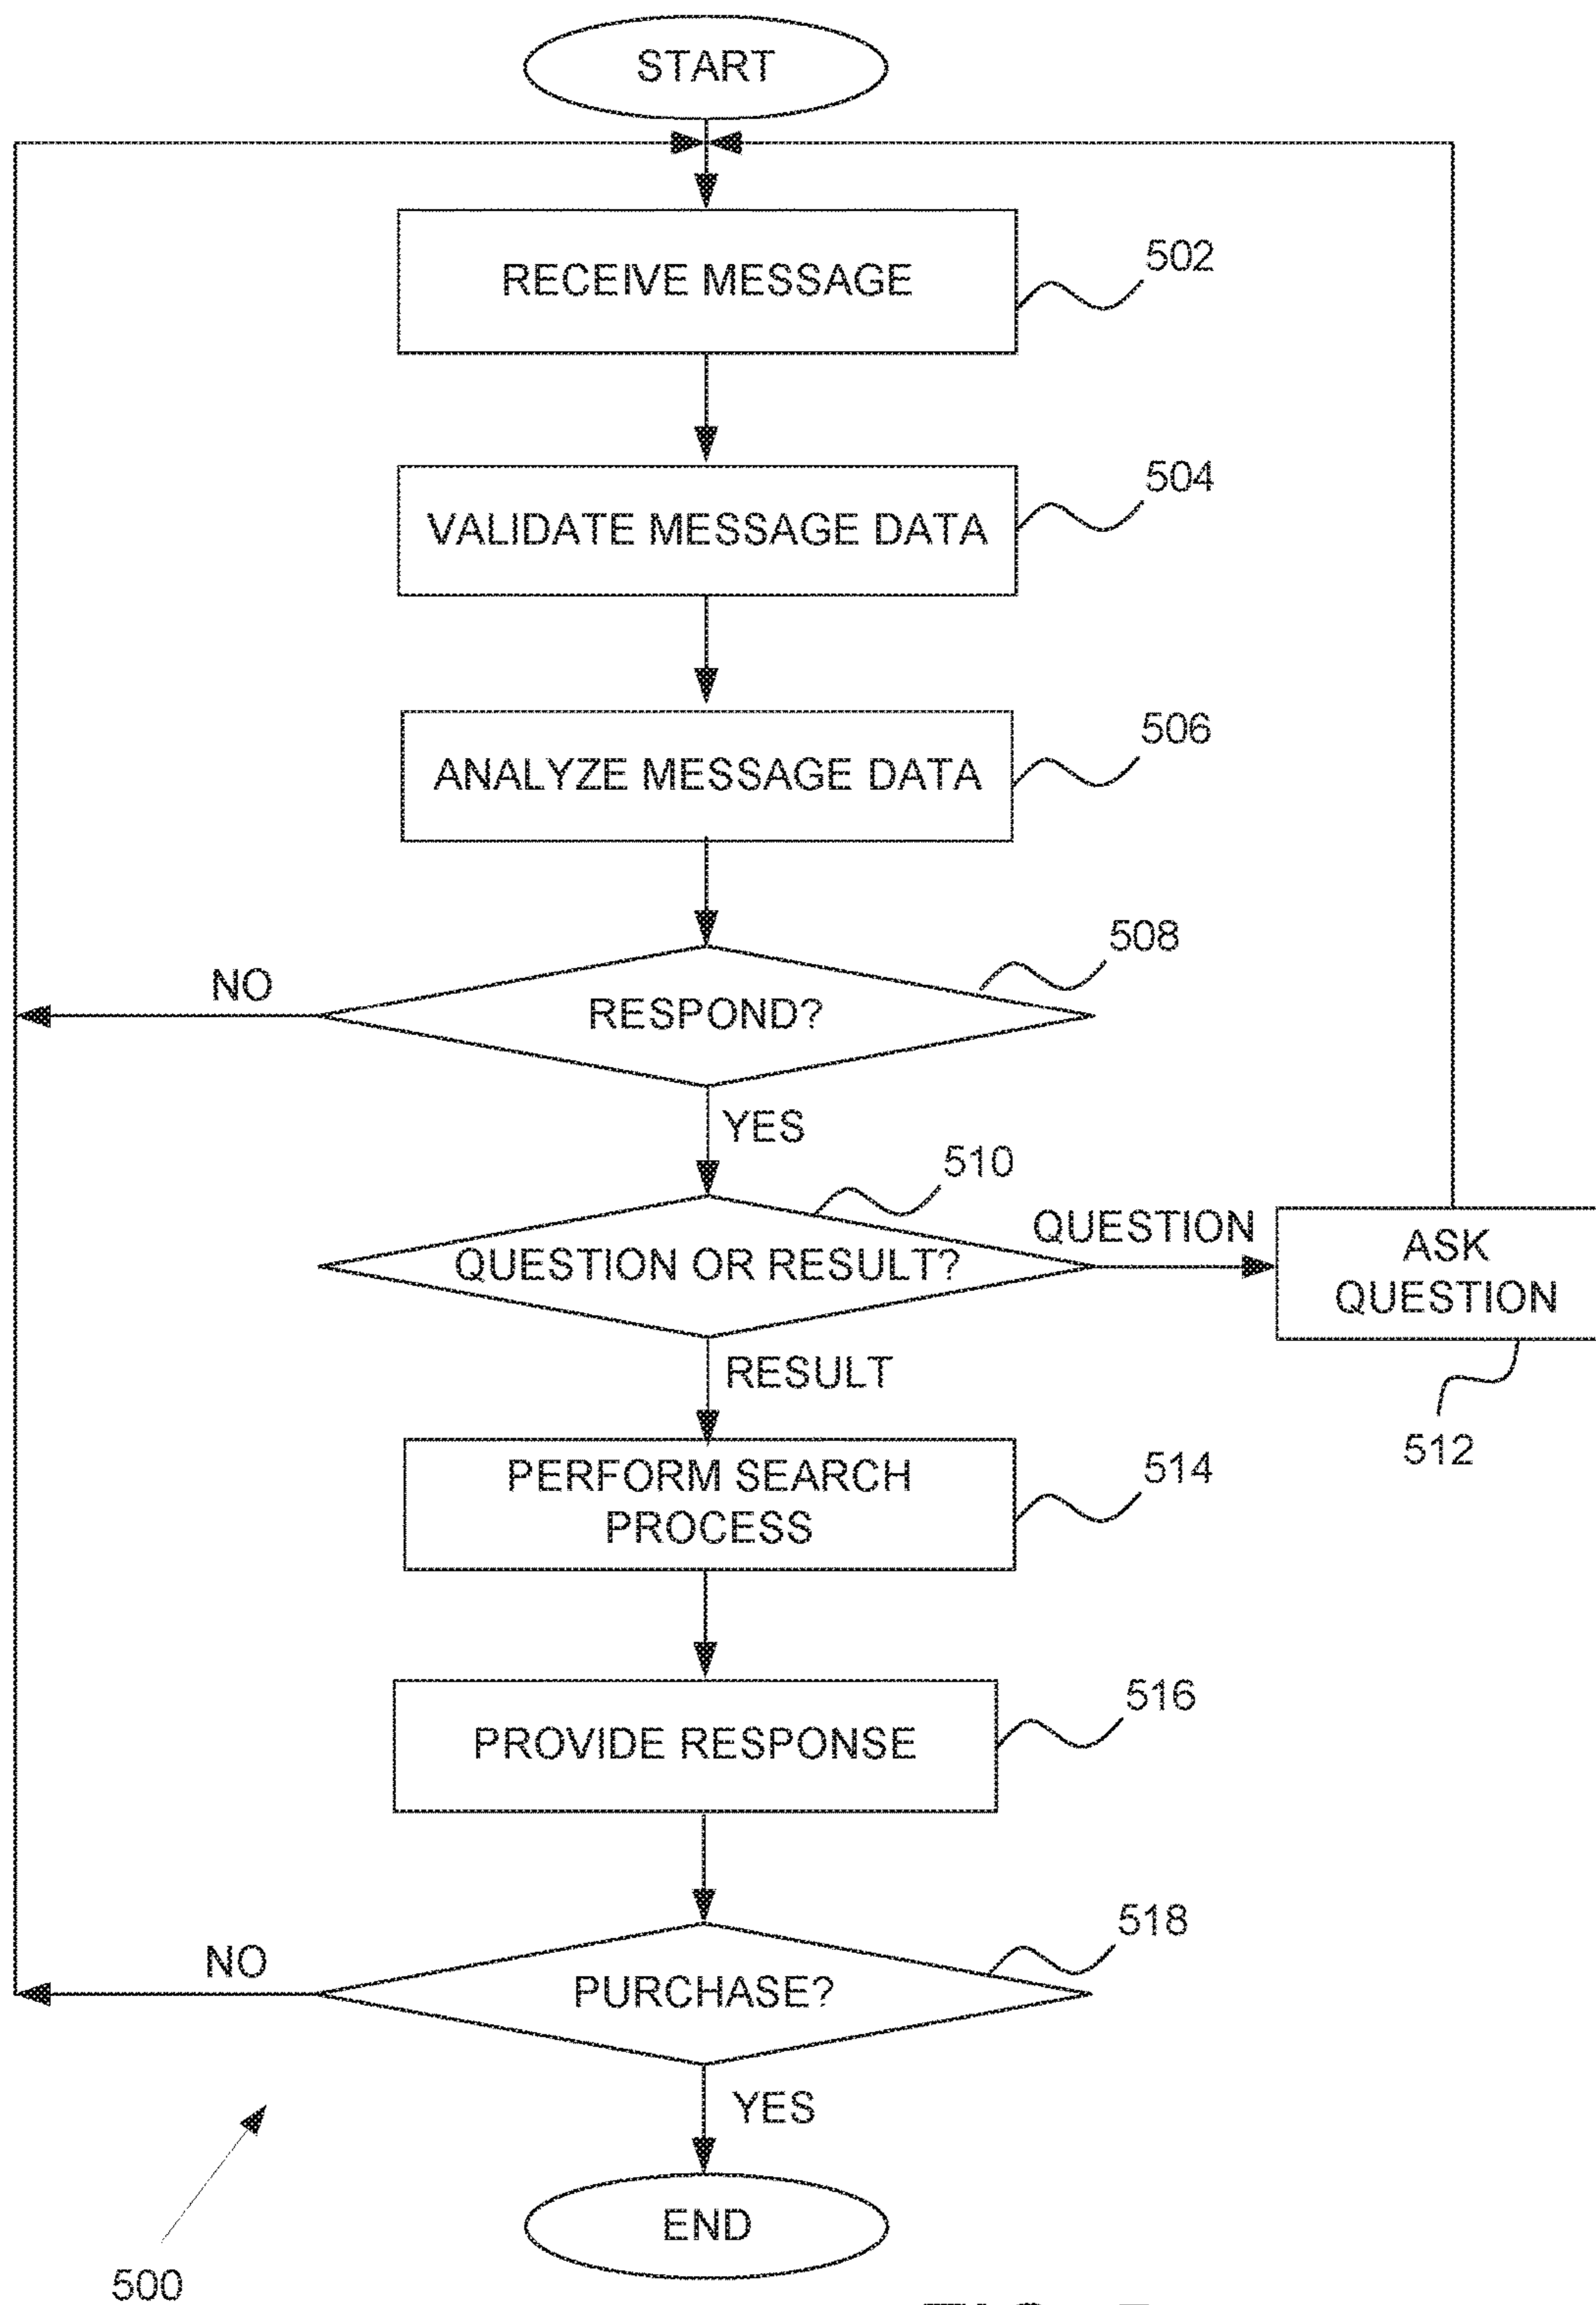 START
RECEIVE MESSAGE
502
VALIDATE MESSAGE DATA
504
ANALYZE MESSAGE DATA
506
RESPOND?
508
NO
YES
QUESTION OR RESULT?
510
QUESTION
ASK
QUESTION
512
RESULT
PERFORM SEARCH
PROCESS
514
PROVIDE RESPONSE
516
PURCHASE?
518
NO
YES
END
500